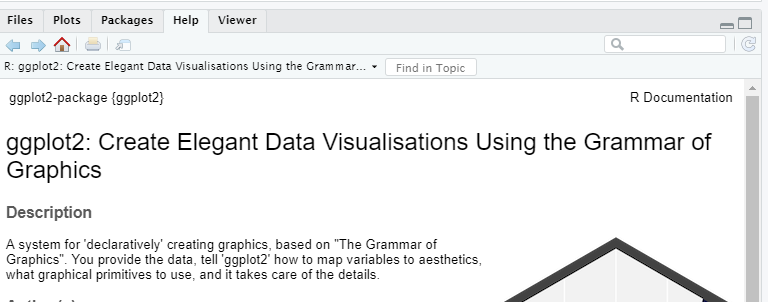 Files Plots Packages Help Viewer
R: ggplot2: Create Elegant Data Visualisations Using the Grammar... Find in Topic
ggplot2-package {ggplot2} R Documentation
ggplot2: Create Elegant Data Visualisations Using the Grammar of
Graphics
Description
A system for 'declaratively' creating graphics, based on "The Grammar of
Graphics". You provide the data, tell 'ggplot2' how to map variables to aesthetics,
what graphical primitives to use, and it takes care of the details.